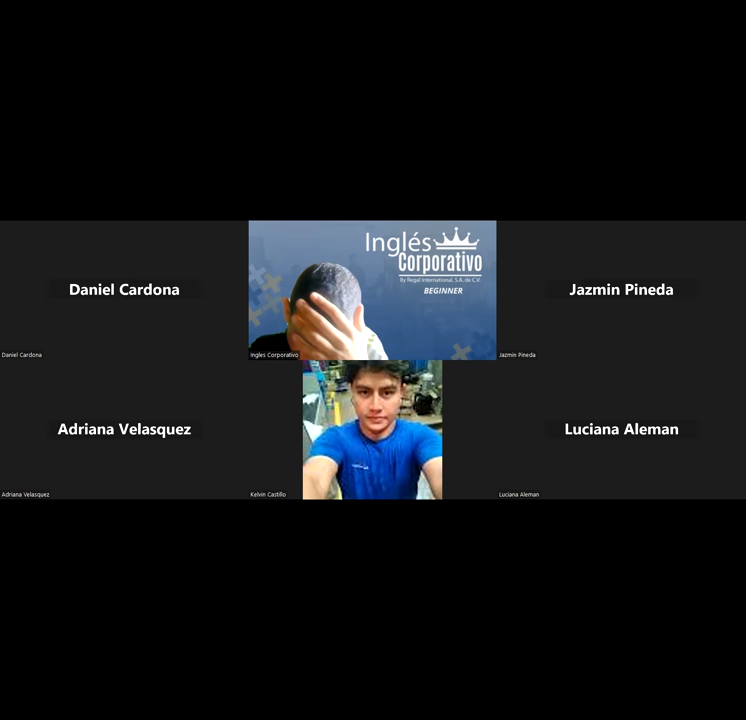 Daniel Cardona
Daniel Cardona
Inglés
Corporativo
By Regal International, S.A. de C.V.
BEGINNER
Ingles Corporativo
Jazmin Pineda
Jazmin Pineda
Adriana Velasquez
Adriana Velasquez
Kelvin Castillo
Luciana Aleman
Luciana Aleman